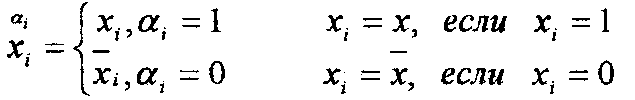 x_i^{α_i} = { x_i, α_i = 1    x_i = x, если x_i = 1
x̄_i, α_i = 0    x_i = x̄, если x_i = 0